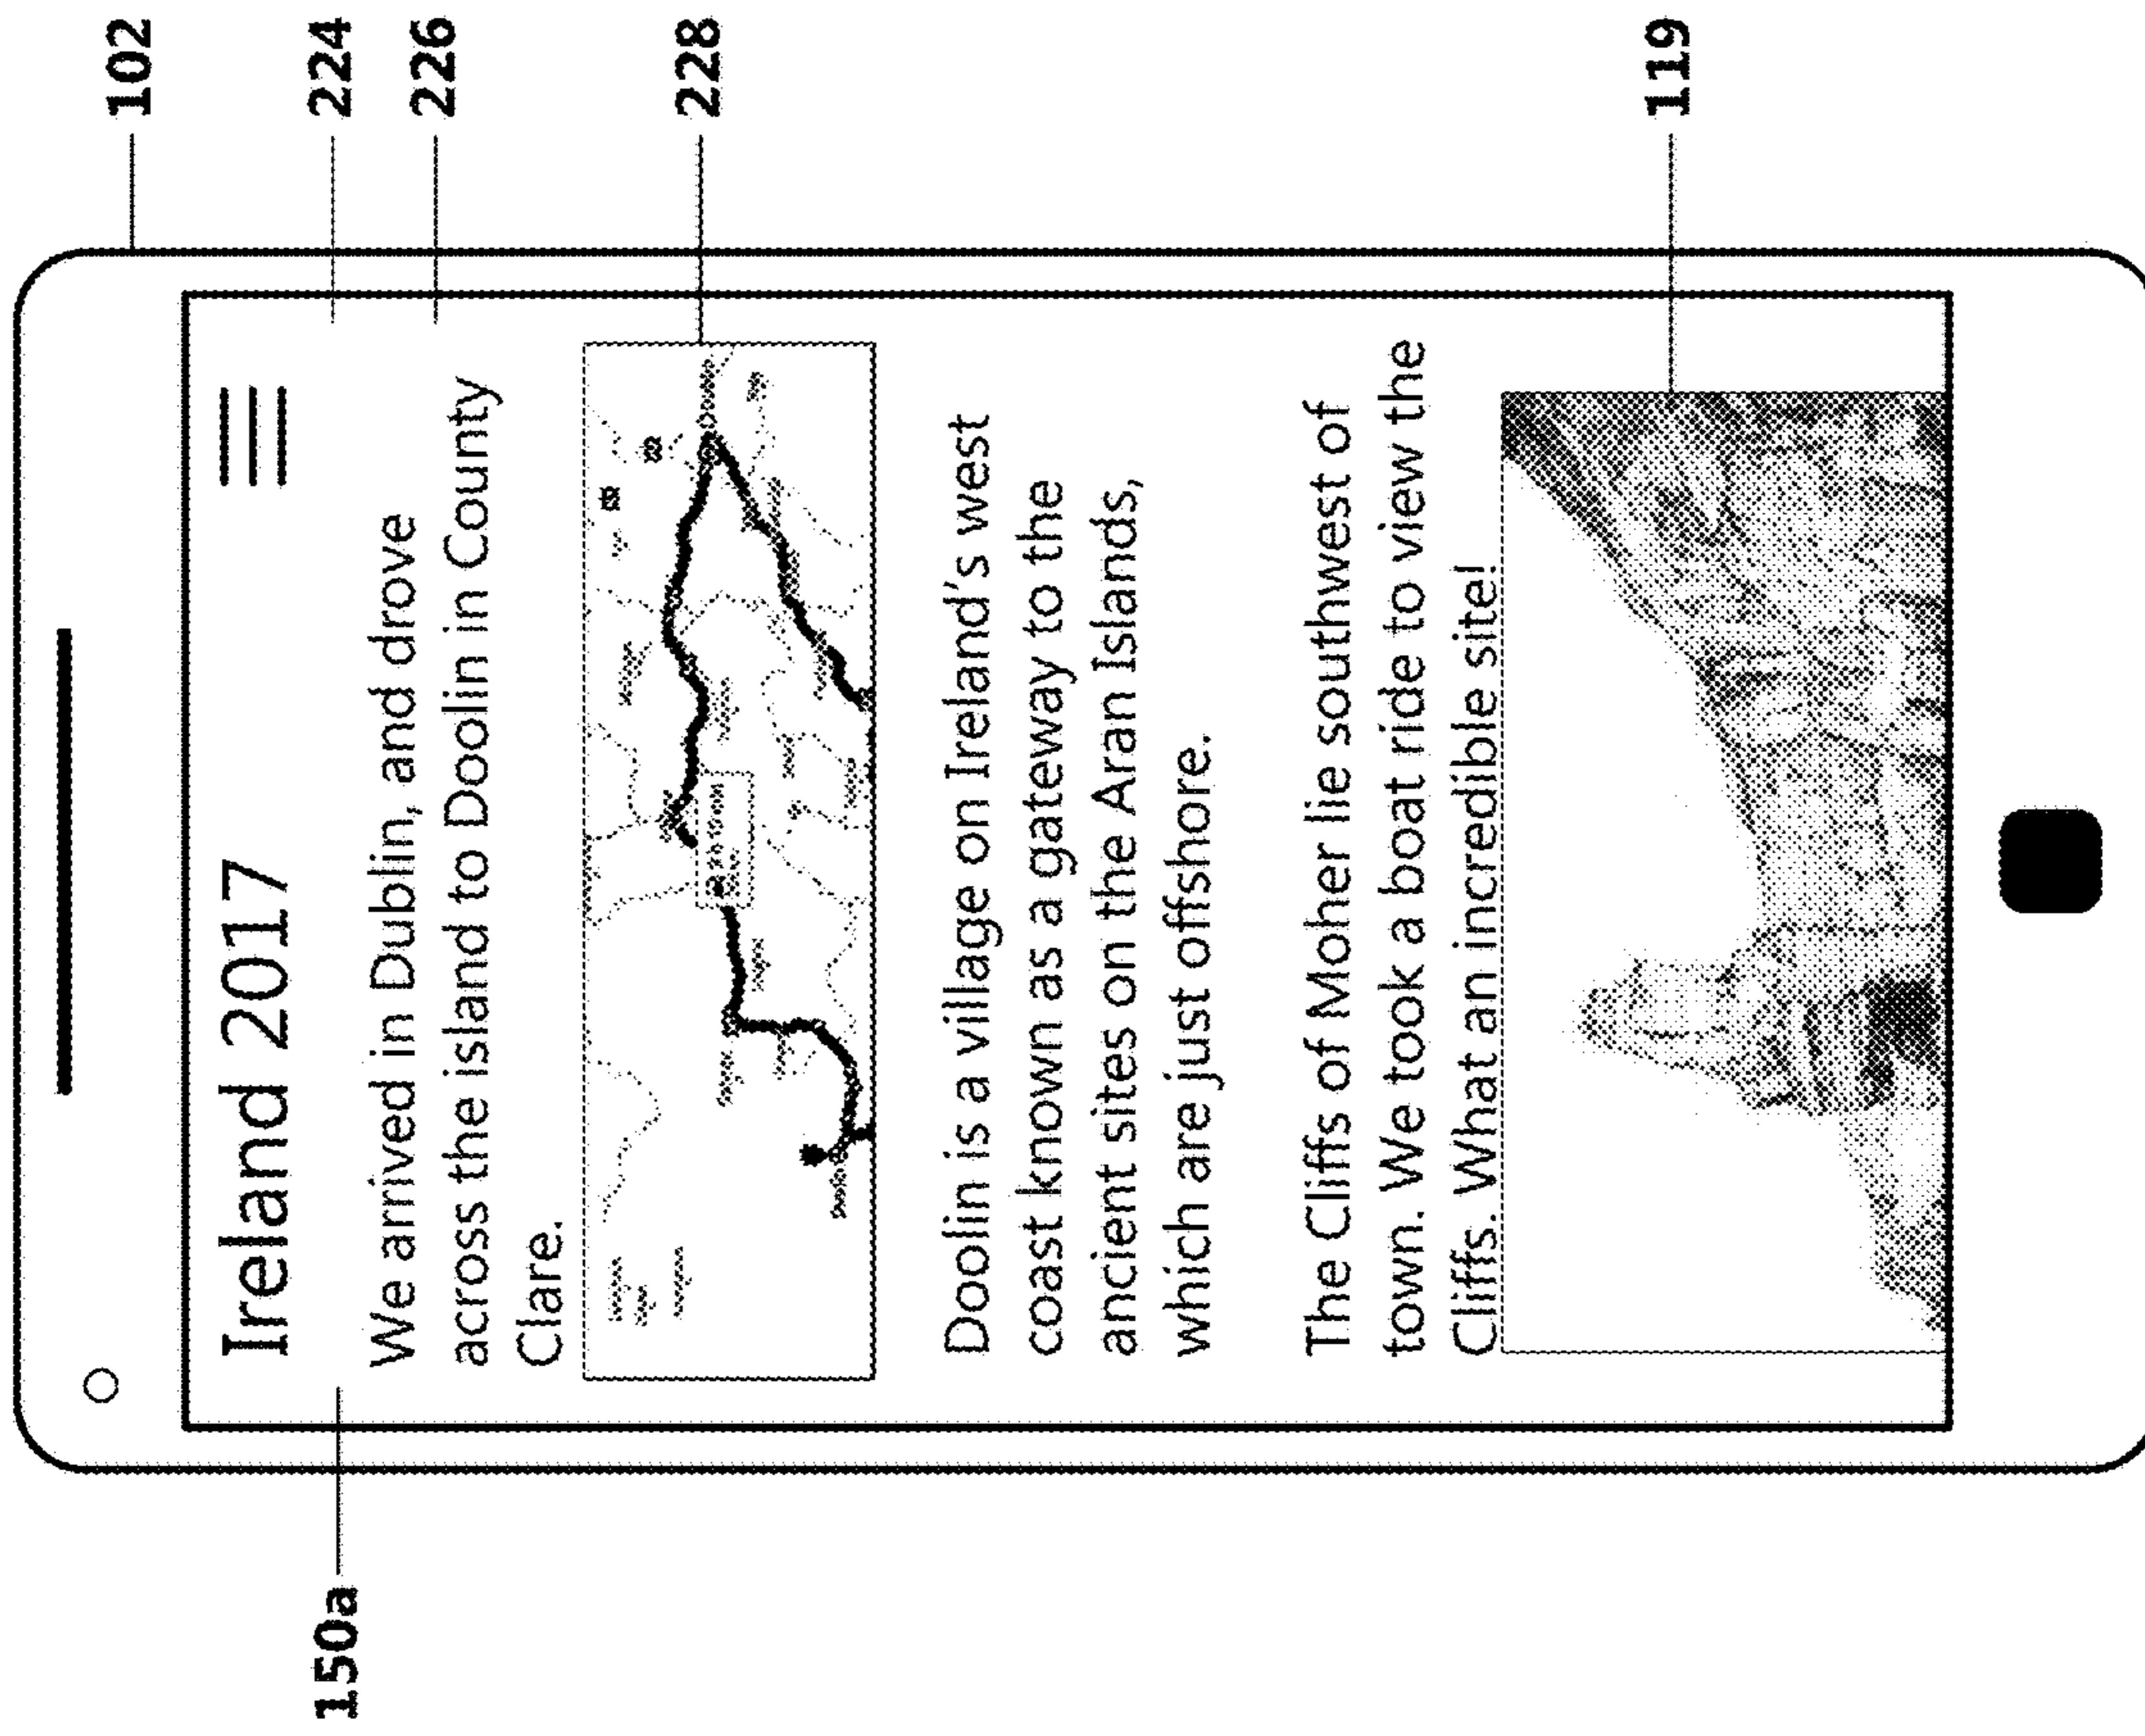 102
224
226
228
119
150a
Ireland 2017
We arrived in Dublin, and drove
across the island to Doolin in County
Clare.
Doolin is a village on Ireland's west
coast known as a gateway to the
ancient sites on the Aran Islands,
which are just offshore.
The Cliffs of Moher lie southwest of
town. We took a boat ride to view the
Cliffs. What an incredible site!